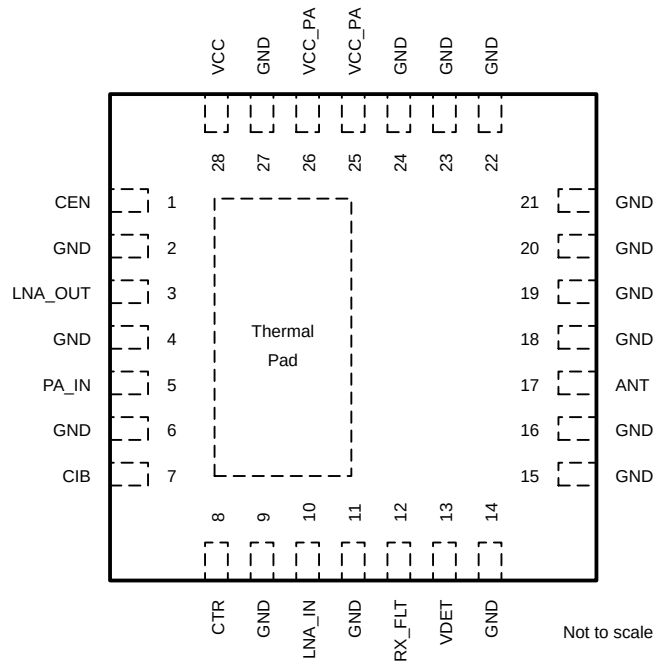 VCC
GND
VCC_PA
VCC_PA
GND
GND
GND
28
27
26
25
24
23
22
CEN 1
GND 2
LNA_OUT 3
GND 4
PA_IN 5
GND 6
CIB 7
Thermal
Pad
21 GND
20 GND
19 GND
18 GND
17 ANT
16 GND
15 GND
8
9
10
11
12
13
14
CTR
GND
LNA_IN
GND
RX_FLT
VDET
GND
Not to scale